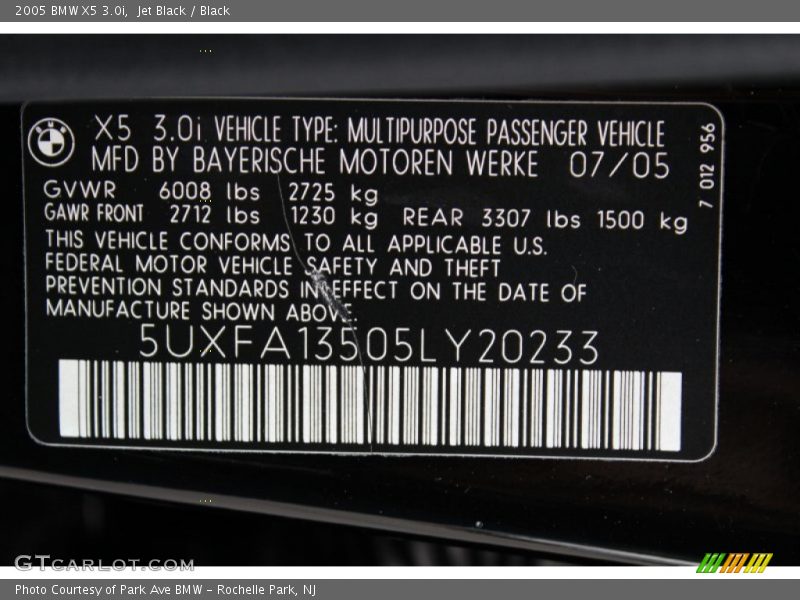 2005 BMW X5 3.0i, Jet Black / Black
X5 3.0i VEHICLE TYPE: MULTIPURPOSE PASSENGER VEHICLE
MFD BY BAYERISCHE MOTOREN WERKE 07/05
7 012 956
GVWR 6008 lbs 2725 kg
GAWR FRONT 2712 lbs 1230 kg REAR 3307 lbs 1500 kg
THIS VEHICLE CONFORMS TO ALL APPLICABLE U.S.
FEDERAL MOTOR VEHICLE SAFETY AND THEFT
PREVENTION STANDARDS IN EFFECT ON THE DATE OF
MANUFACTURE SHOWN ABOVE.
5UXFA13505LY20233
GTCARLOT.COM
Photo Courtesy of Park Ave BMW - Rochelle Park, NJ